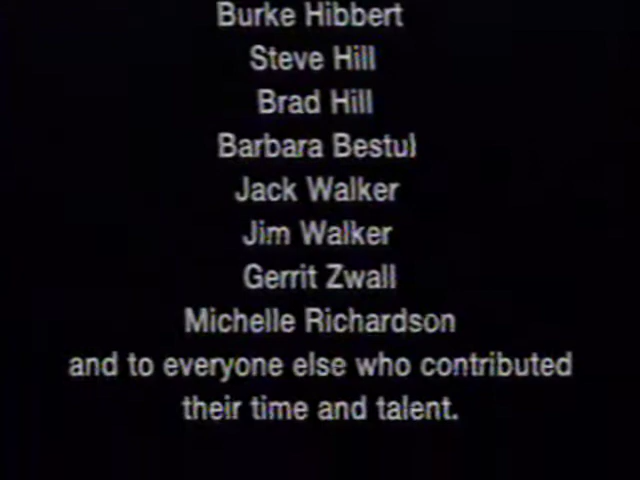 Burke Hibbert
Steve Hill
Brad Hill
Barbara Bestul
Jack Walker
Jim Walker
Gerrit Zwall
Michelle Richardson
and to everyone else who contributed
their time and talent.